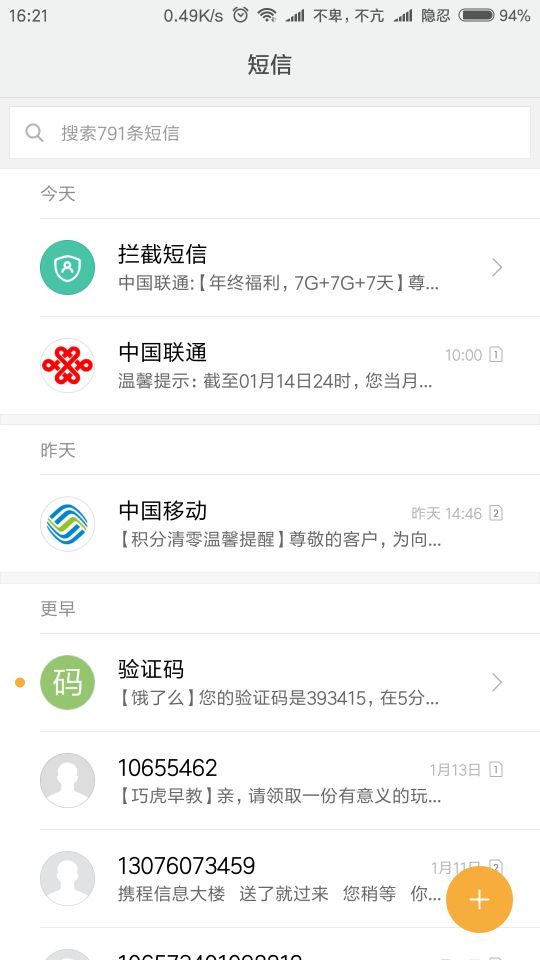 16:21 0.49K/s 不卑，不亢 隐忍 94%
短信
搜索791条短信
今天
拦截短信
中国联通:【年终福利，7G+7G+7天】尊...
中国联通 10:00 1
温馨提示：截至01月14日24时，您当月...
昨天
中国移动 昨天 14:46 2
【积分清零温馨提醒】尊敬的客户，为向...
更早
码 验证码
【饿了么】您的验证码是393415，在5分...
10655462 1月13日 1
【巧虎早教】亲，请领取一份有意义的玩...
13076073459 1月11日 2
携程信息大楼 送了就过来 您稍等 你...